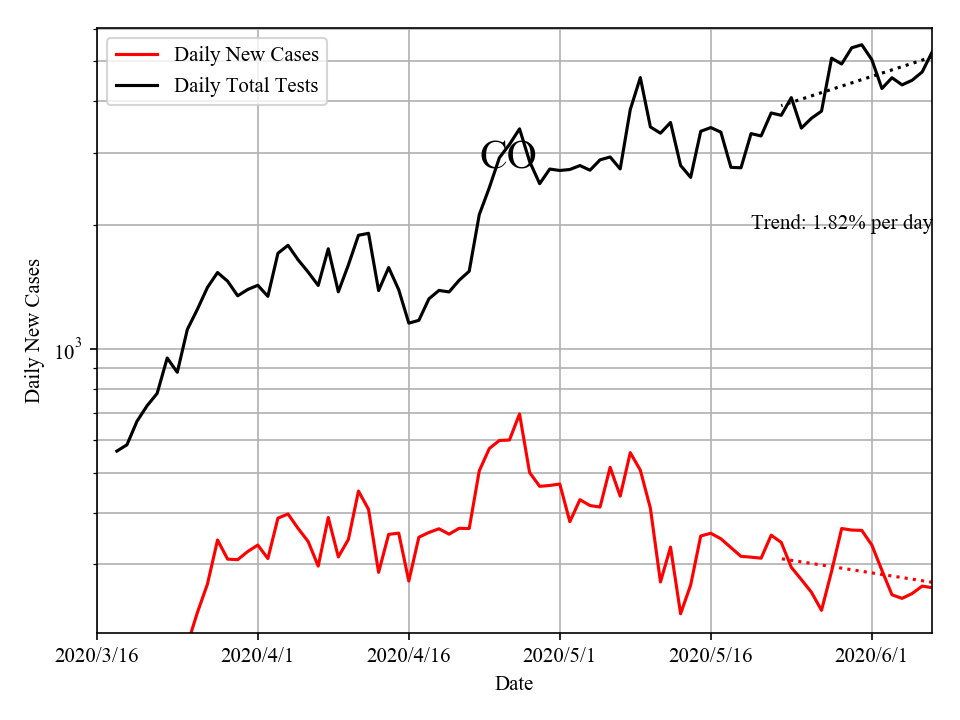 Daily New Cases
Daily Total Tests
CO
Trend: 1.82% per day
Daily New Cases
10³
2020/3/16 2020/4/1 2020/4/16 2020/5/1 2020/5/16 2020/6/1
Date